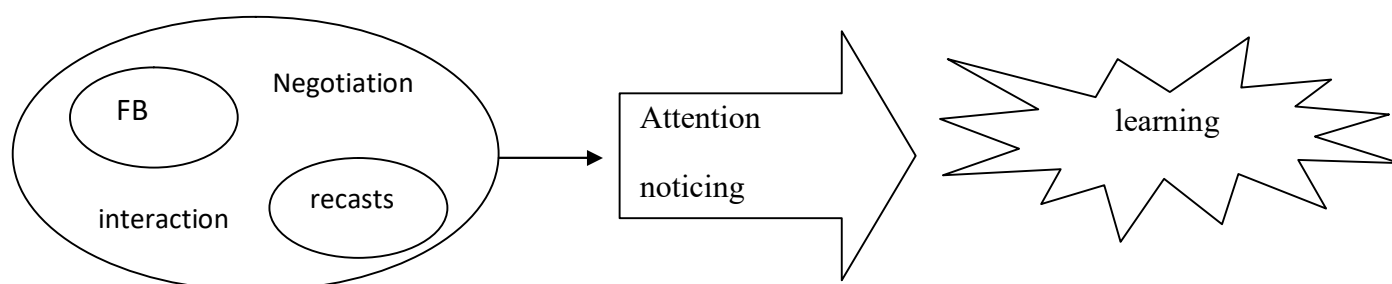 Negotiation
FB
interaction
recasts
Attention
noticing
learning